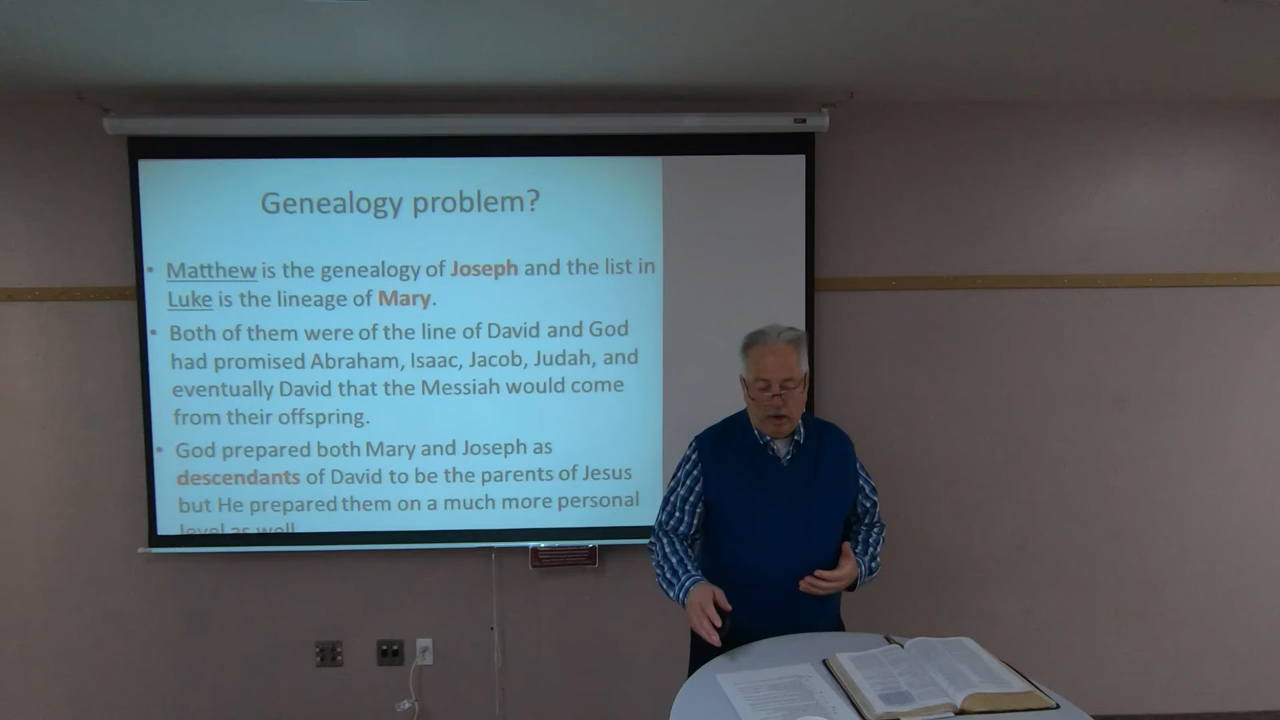 Genealogy problem?
• Matthew is the genealogy of Joseph and the list in
Luke is the lineage of Mary.
• Both of them were of the line of David and God
had promised Abraham, Isaac, Jacob, Judah, and
eventually David that the Messiah would come
from their offspring.
• God prepared both Mary and Joseph as
descendants of David to be the parents of Jesus
but He prepared them on a much more personal
level as well